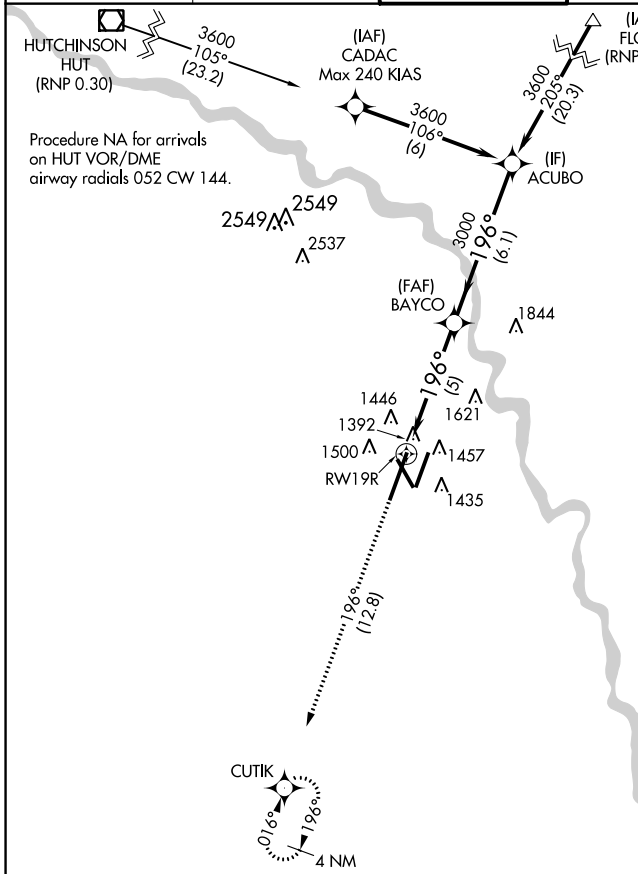 HUTCHINSON
HUT
(RNP 0.30)
3600
105°
(23.2)
(IAF)
CADAC
Max 240 KIAS
3600
106°
(6)
3600
205°
(20.3)
(RNP
(IF)
ACUBO
Procedure NA for arrivals
on HUT VOR/DME
airway radials 052 CW 144.
2549
2549
2537
3000
196°
(6.1)
(FAF)
BAYCO
1844
196°
(5)
1446
1621
1392
1500
1457
RW19R
1435
196°
(12.8)
CUTIK
016°
196°
4 NM